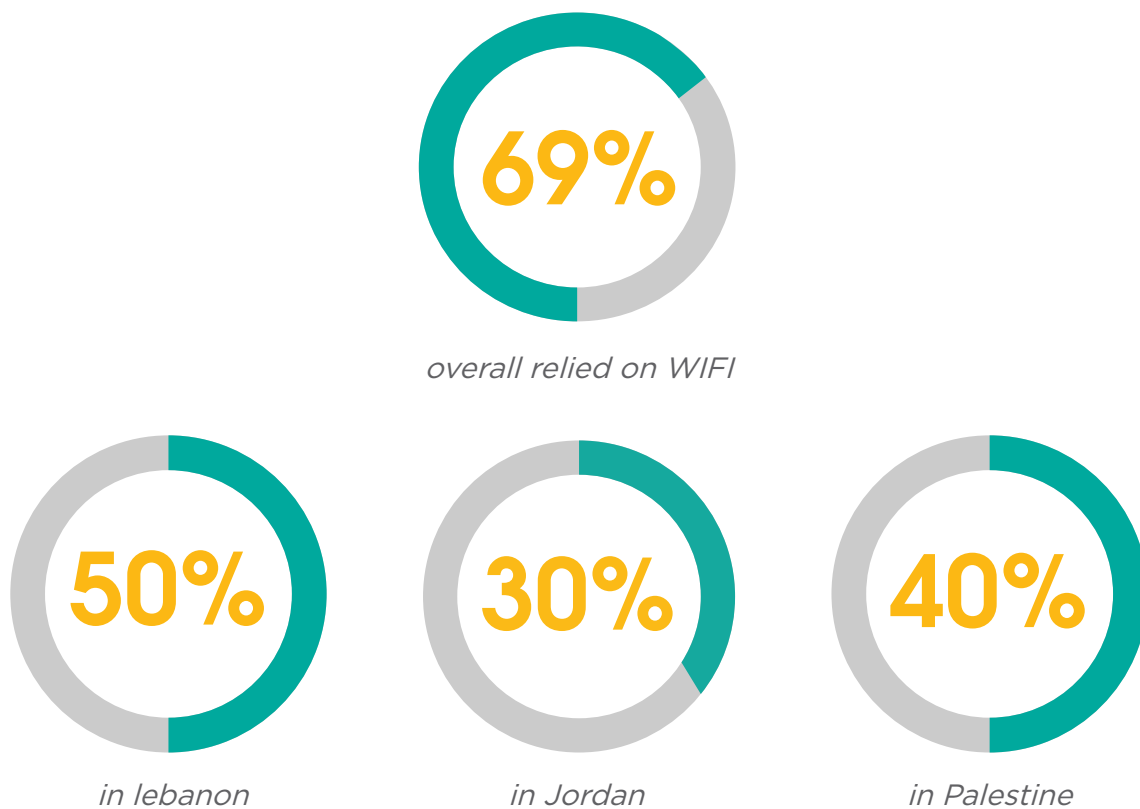 69%
overall relied on WIFI
50%
30%
40%
in lebanon
in Jordan
in Palestine